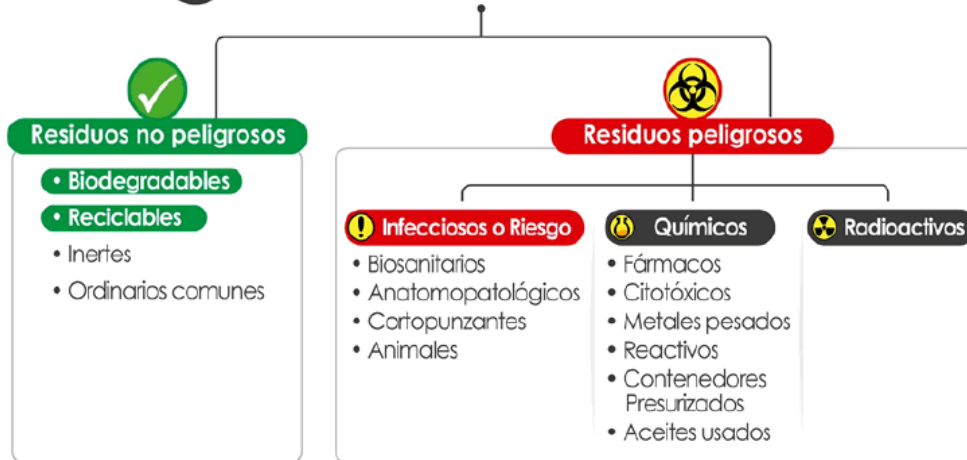 Residuos no peligrosos
• Biodegradables
• Reciclables
• Inertes
• Ordinarios comunes
Residuos peligrosos
Infecciosos o Riesgo
• Biosanitarios
• Anatomopatológicos
• Cortopunzantes
• Animales
Químicos
• Fármacos
• Citotóxicos
• Metales pesados
• Reactivos
• Contenedores
Presurizados
• Aceites usados
Radioactivos